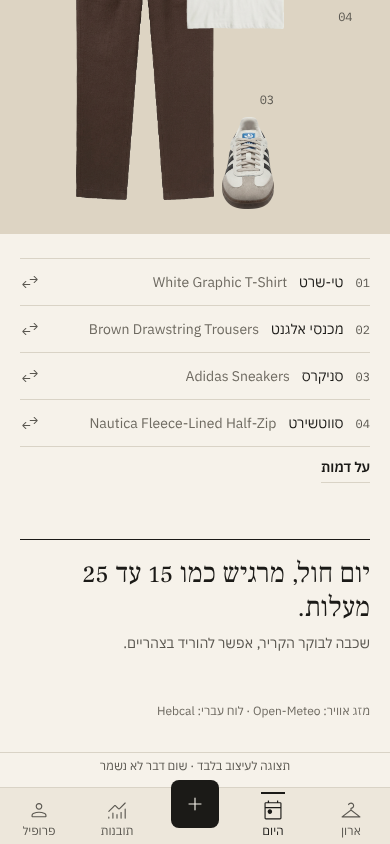 04
03
01 טי-שרט White Graphic T-Shirt
02 מכנסי אלגנט Brown Drawstring Trousers
03 סניקרס Adidas Sneakers
04 סווטשירט Nautica Fleece-Lined Half-Zip
על דמות
יום חול, מרגיש כמו 15 עד 25
מעלות.
שכבה לבוקר הקריר, אפשר להוריד בצהריים.
מזג אוויר: Open-Meteo · לוח עברי: Hebcal
תצוגה לעיצוב בלבד · שום דבר לא נשמר
ארון
היום
תובנות
פרופיל